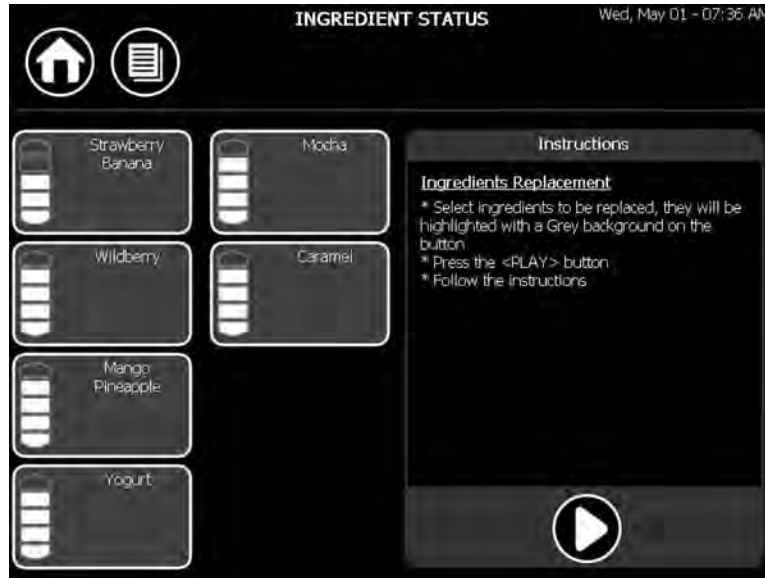 INGREDIENT STATUS
Wed, May 01 - 07:36 AM
Strawberry
Banana
Mocha
Wildberry
Caramel
Mango
Pineapple
Yogurt
Instructions
Ingredients Replacement
* Select ingredients to be replaced, they will be
highlighted with a Grey background on the
button
* Press the <PLAY> button
* Follow the instructions